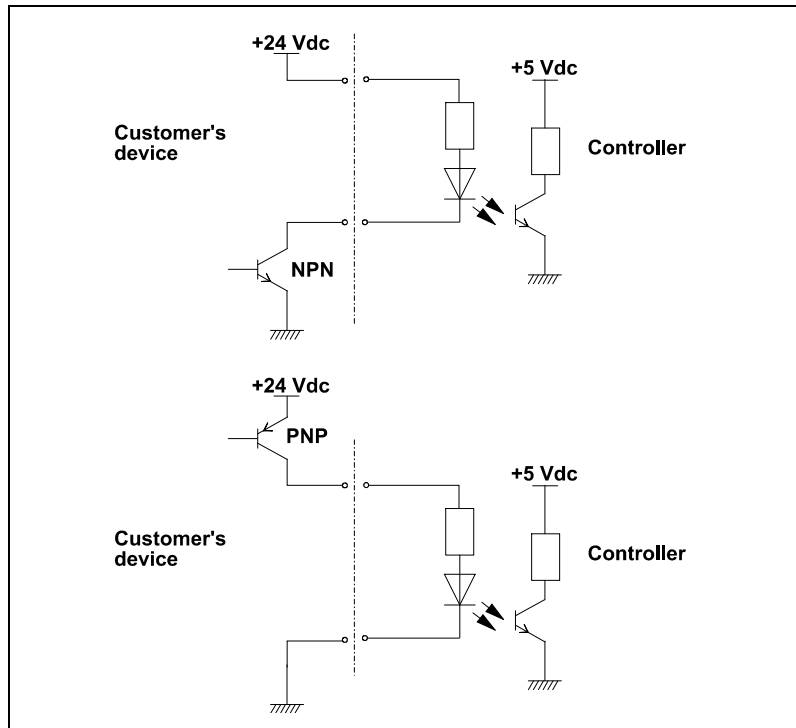 +24 Vdc
+5 Vdc
Customer's
device
Controller
NPN
+24 Vdc
PNP
+5 Vdc
Customer's
device
Controller